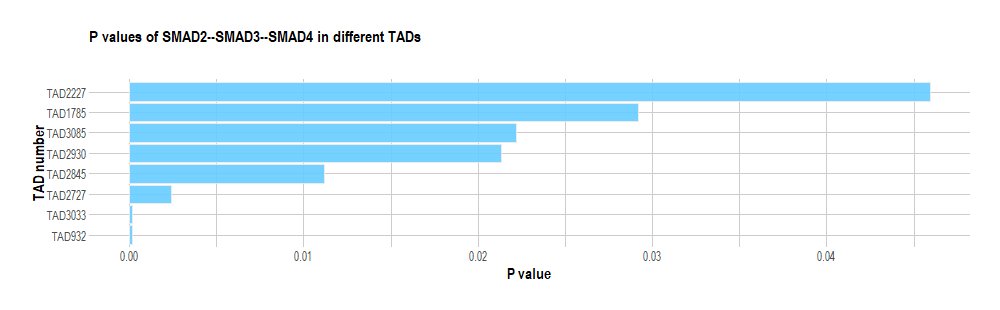 P values of SMAD2--SMAD3--SMAD4 in different TADs
TAD number
TAD2227
TAD1785
TAD3085
TAD2930
TAD2845
TAD2727
TAD3033
TAD932
0.00 0.01 0.02 0.03 0.04
P value